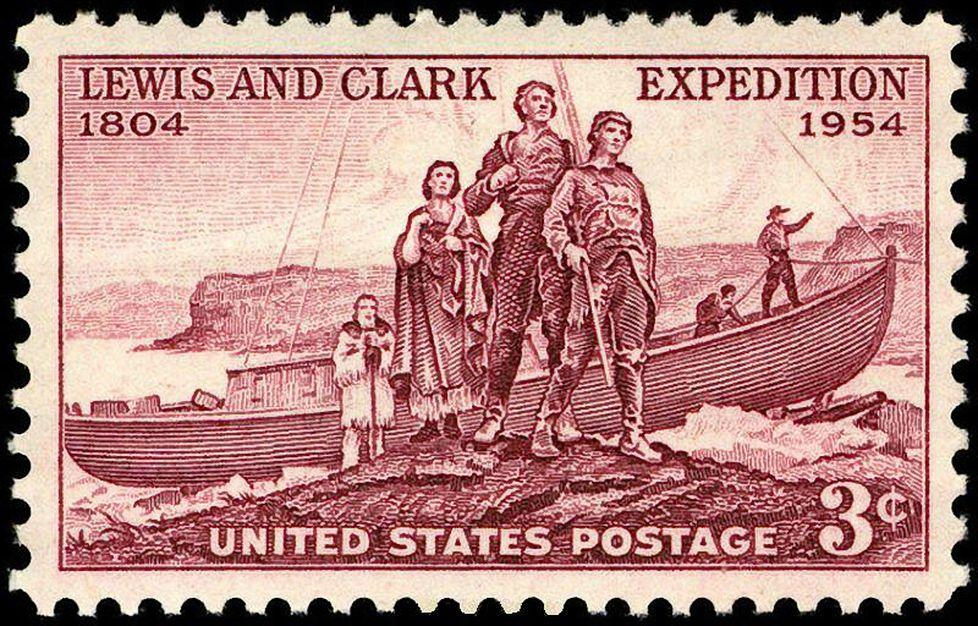 LEWIS AND CLARK EXPEDITION
1804 1954
UNITED STATES POSTAGE 3¢